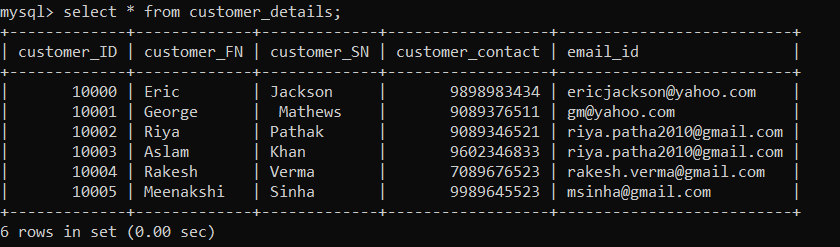 mysql> select * from customer_details;
+-------------+-------------+-------------+------------------+--------------------------+
| customer_ID | customer_FN | customer_SN | customer_contact | email_id                 |
+-------------+-------------+-------------+------------------+--------------------------+
|       10000 | Eric        | Jackson     |       9898983434 | ericjackson@yahoo.com    |
|       10001 | George      |  Mathews    |       9089376511 | gm@yahoo.com             |
|       10002 | Riya        | Pathak      |       9089346521 | riya.patha2010@gmail.com |
|       10003 | Aslam       | Khan        |       9602346833 | riya.patha2010@gmail.com |
|       10004 | Rakesh      | Verma       |       7089676523 | rakesh.verma@gmail.com   |
|       10005 | Meenakshi   | Sinha       |       9989645523 | msinha@gmail.com         |
+-------------+-------------+-------------+------------------+--------------------------+
6 rows in set (0.00 sec)